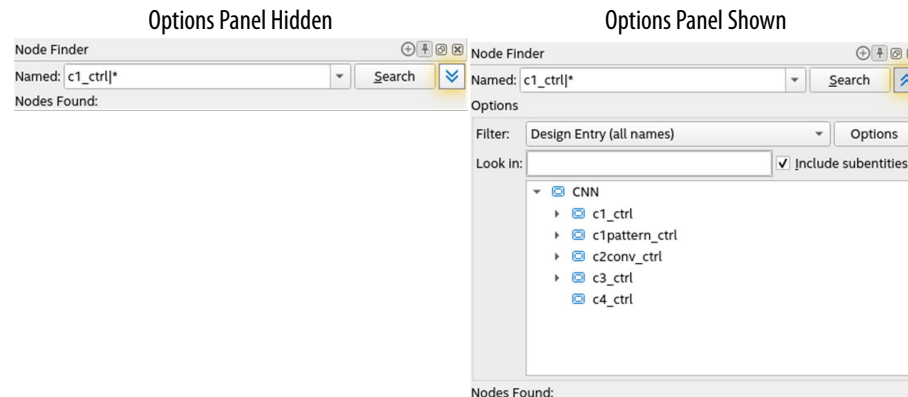 Options Panel Hidden
Node Finder
Named: c1_ctrl|* Search
Nodes Found:
Options Panel Shown
Node Finder
Named: c1_ctrl|* Search
Options
Filter: Design Entry (all names) Options
Look in: Include subentities
CNN
c1_ctrl
c1pattern_ctrl
c2conv_ctrl
c3_ctrl
c4_ctrl
Nodes Found: